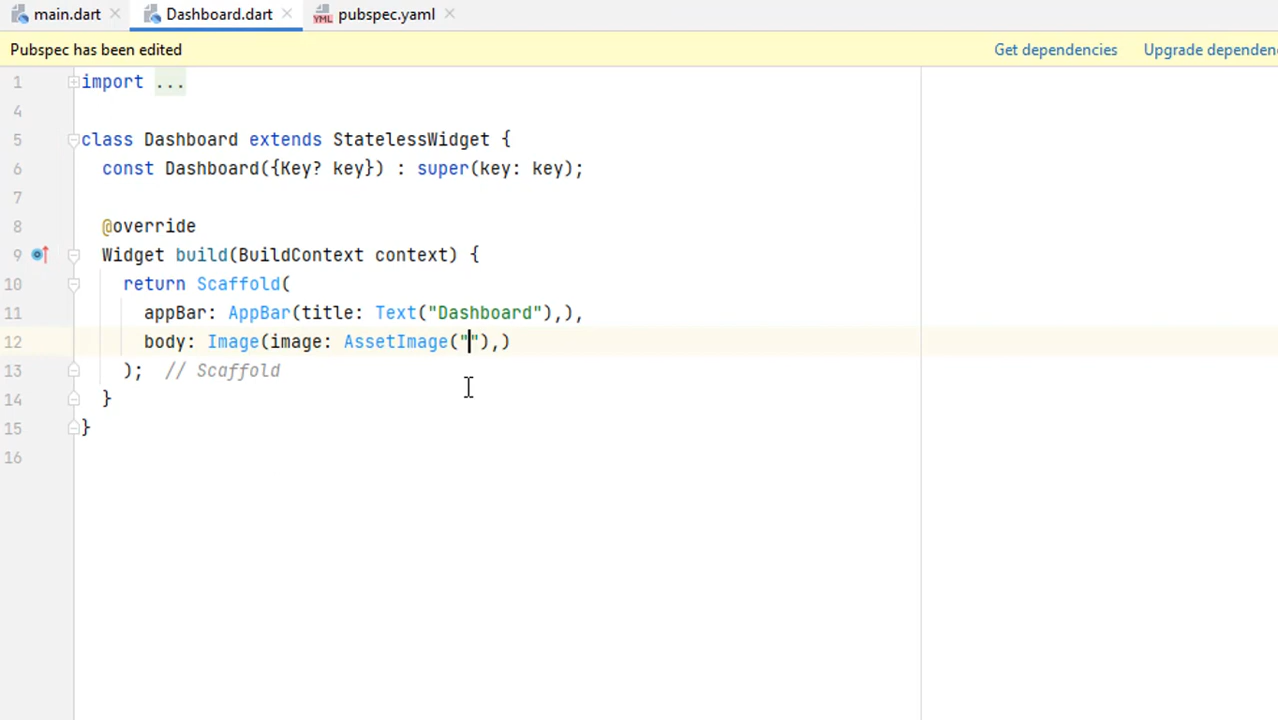 main.dart Dashboard.dart pubspec.yaml
Pubspec has been edited Get dependencies Upgrade dependen
1 import ...
4
5 class Dashboard extends StatelessWidget {
6 const Dashboard({Key? key}) : super(key: key);
7
8 @override
9 Widget build(BuildContext context) {
10 return Scaffold(
11 appBar: AppBar(title: Text("Dashboard"),),
12 body: Image(image: AssetImage(""),)
13 ); // Scaffold
14 }
15 }
16